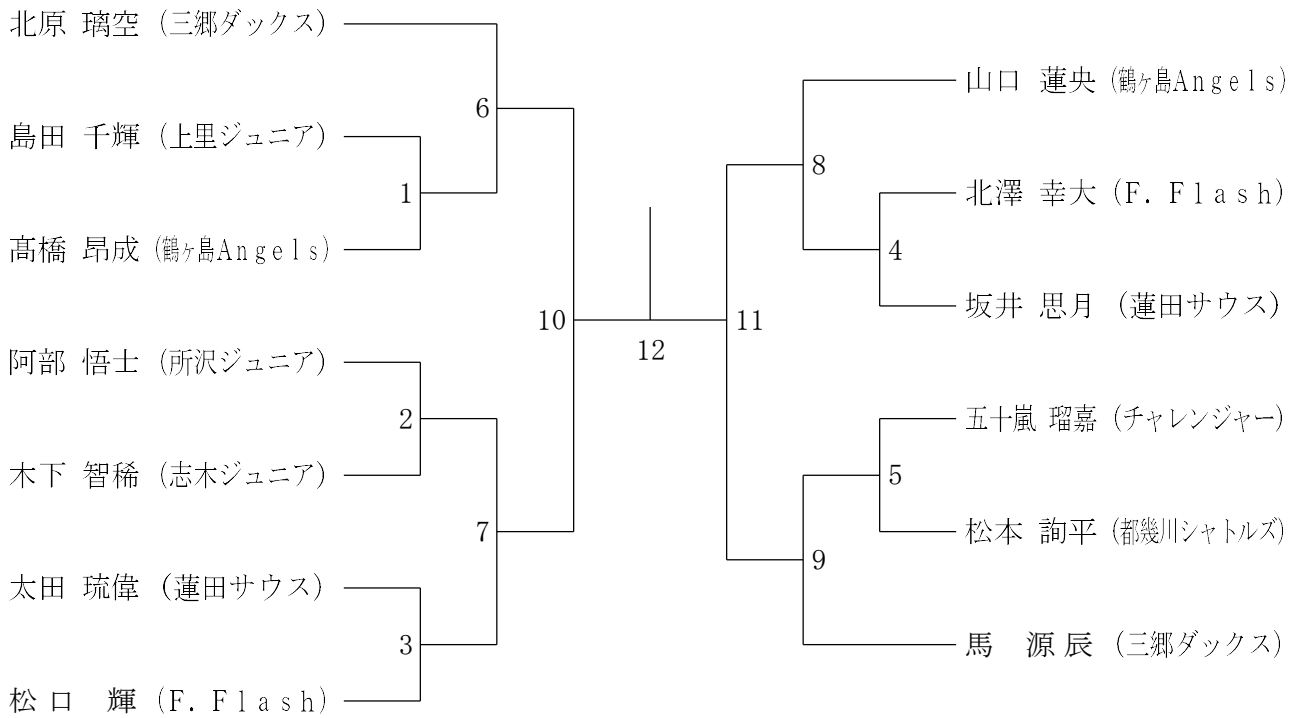 北原 璃空 (三郷ダックス)
島田 千輝 (上里ジュニア)
髙橋 昂成 (鶴ヶ島Angels)
阿部 悟士 (所沢ジュニア)
木下 智稀 (志木ジュニア)
太田 琉偉 (蓮田サウス)
松口 輝 (F. Flash)
6
1
2
7
3
10
12
11
8
4
5
9
山口 蓮央 (鶴ヶ島Angels)
北澤 幸大 (F. Flash)
坂井 思月 (蓮田サウス)
五十嵐 瑠嘉 (チャレンジャー)
松本 詢平 (都幾川シャトルズ)
馬 源辰 (三郷ダックス)